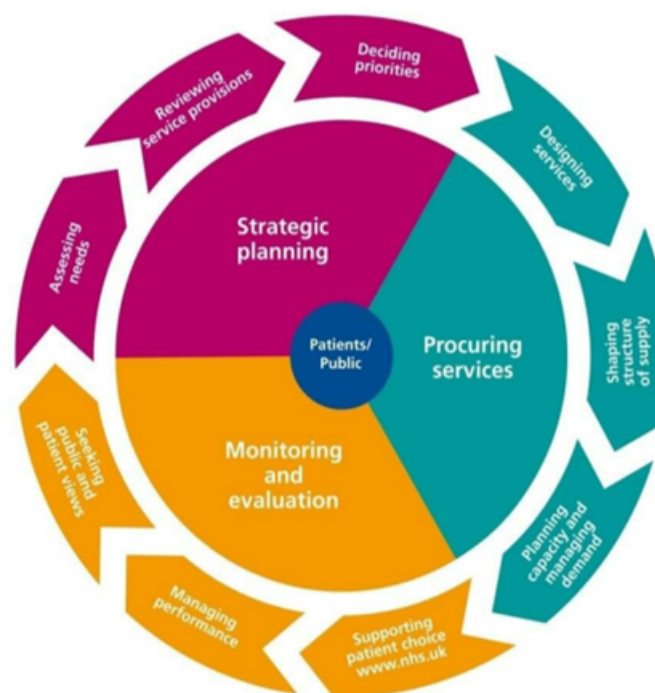 Deciding
priorities
Reviewing
service provisions
Designing
services
Assessing
needs
Strategic
planning
Patients/
Public
Procuring
services
Shaping
structure
of supply
Monitoring
and
evaluation
Seeking
public and
patient views
Planning
capacity and
managing
demand
Managing
performance
Supporting
patient choice
www.nhs.uk